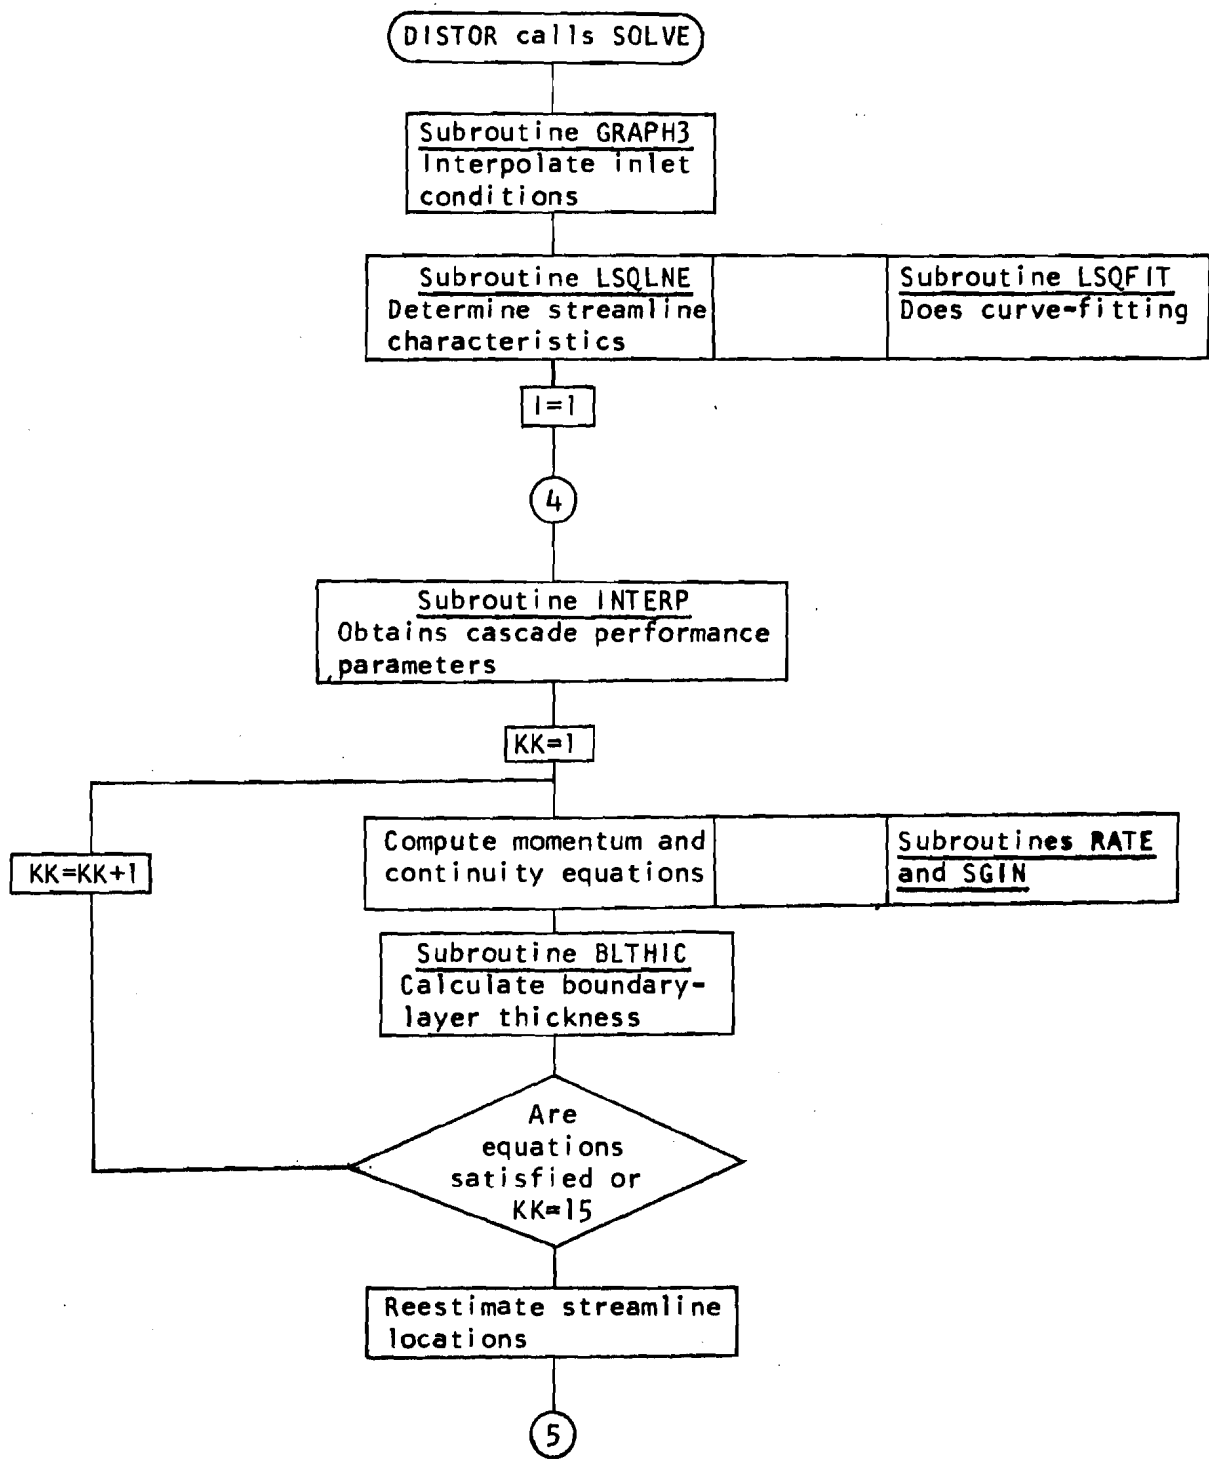 DISTOR calls SOLVE
Subroutine GRAPH3
Interpolate inlet
conditions
Subroutine LSQLNE
Determine streamline
characteristics
Subroutine LSQFIT
Does curve-fitting
I=1
4
Subroutine INTERP
Obtains cascade performance
parameters
KK=1
KK=KK+1
Compute momentum and
continuity equations
Subroutines RATE
and SGIN
Subroutine BLTHIC
Calculate boundary-
layer thickness
Are
equations
satisfied or
KK=15
Reestimate streamline
locations
5